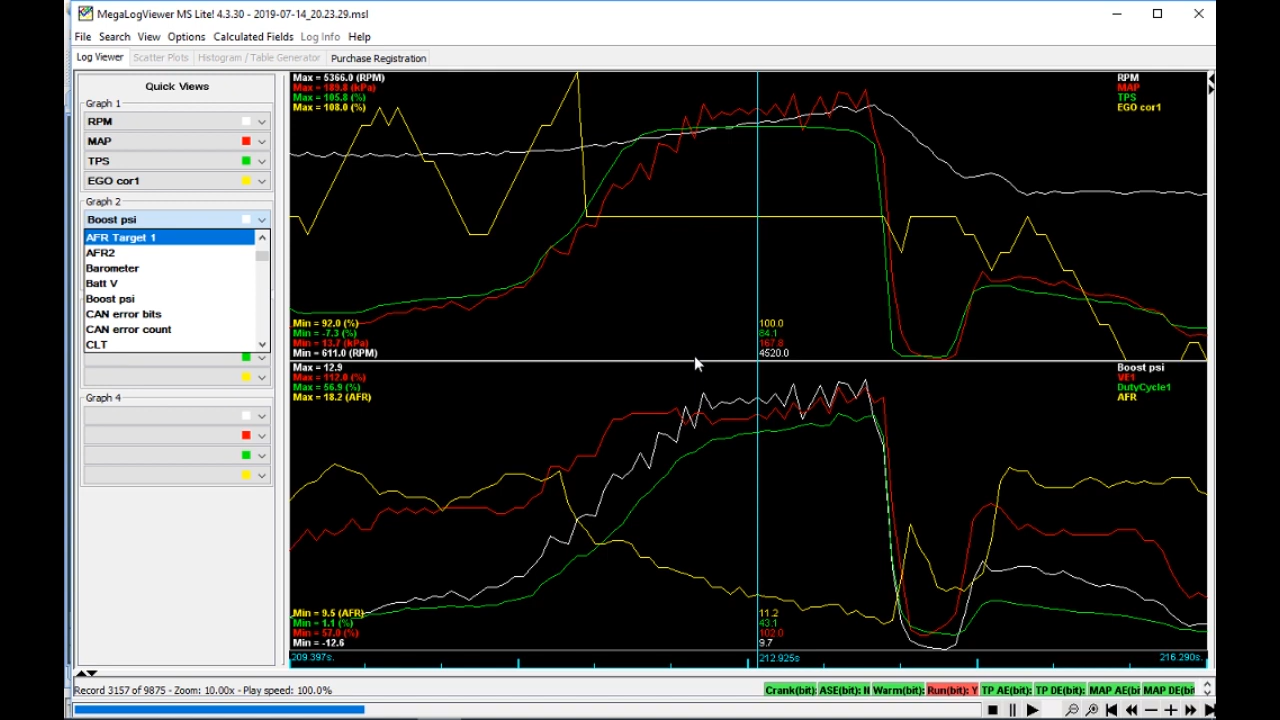 MegaLogViewer MS Lite! 4.3.30 - 2019-07-14_20.23.29.msl
File Search View Options Calculated Fields Log Info Help
Log Viewer Scatter Plots Histogram / Table Generator Purchase Registration
Quick Views
Graph 1
RPM
MAP
TPS
EGO cor1
Graph 2
Boost psi
AFR Target 1
AFR2
Barometer
Batt V
Boost psi
CAN error bits
CAN error count
CLT
Graph 4
Max = 5366.0 (RPM)
Max = 189.8 (kPa)
Max = 105.8 (%)
Max = 108.0 (%)
RPM
MAP
TPS
EGO cor1
Min = 92.0 (%)
Min = -7.3 (%)
Min = 13.7 (kPa)
Min = 611.0 (RPM)
100.0
84.1
167.8
4520.0
Max = 12.9
Max = 112.0 (%)
Max = 56.9 (%)
Max = 18.2 (AFR)
Boost psi
VE1
DutyCycle1
AFR
Min = 9.5 (AFR)
Min = 1.1 (%)
Min = 57.0 (%)
Min = -12.6
11.2
43.1
102.0
9.7
209.397s. 212.925s 216.290s.
Record 3157 of 9875 - Zoom: 10.00x - Play speed: 100.0%
Crank(bit): ASE(bit): N Warm(bit): Run(bit): Y TP AE(bit): TP DE(bit): MAP AE(bi MAP DE(bi